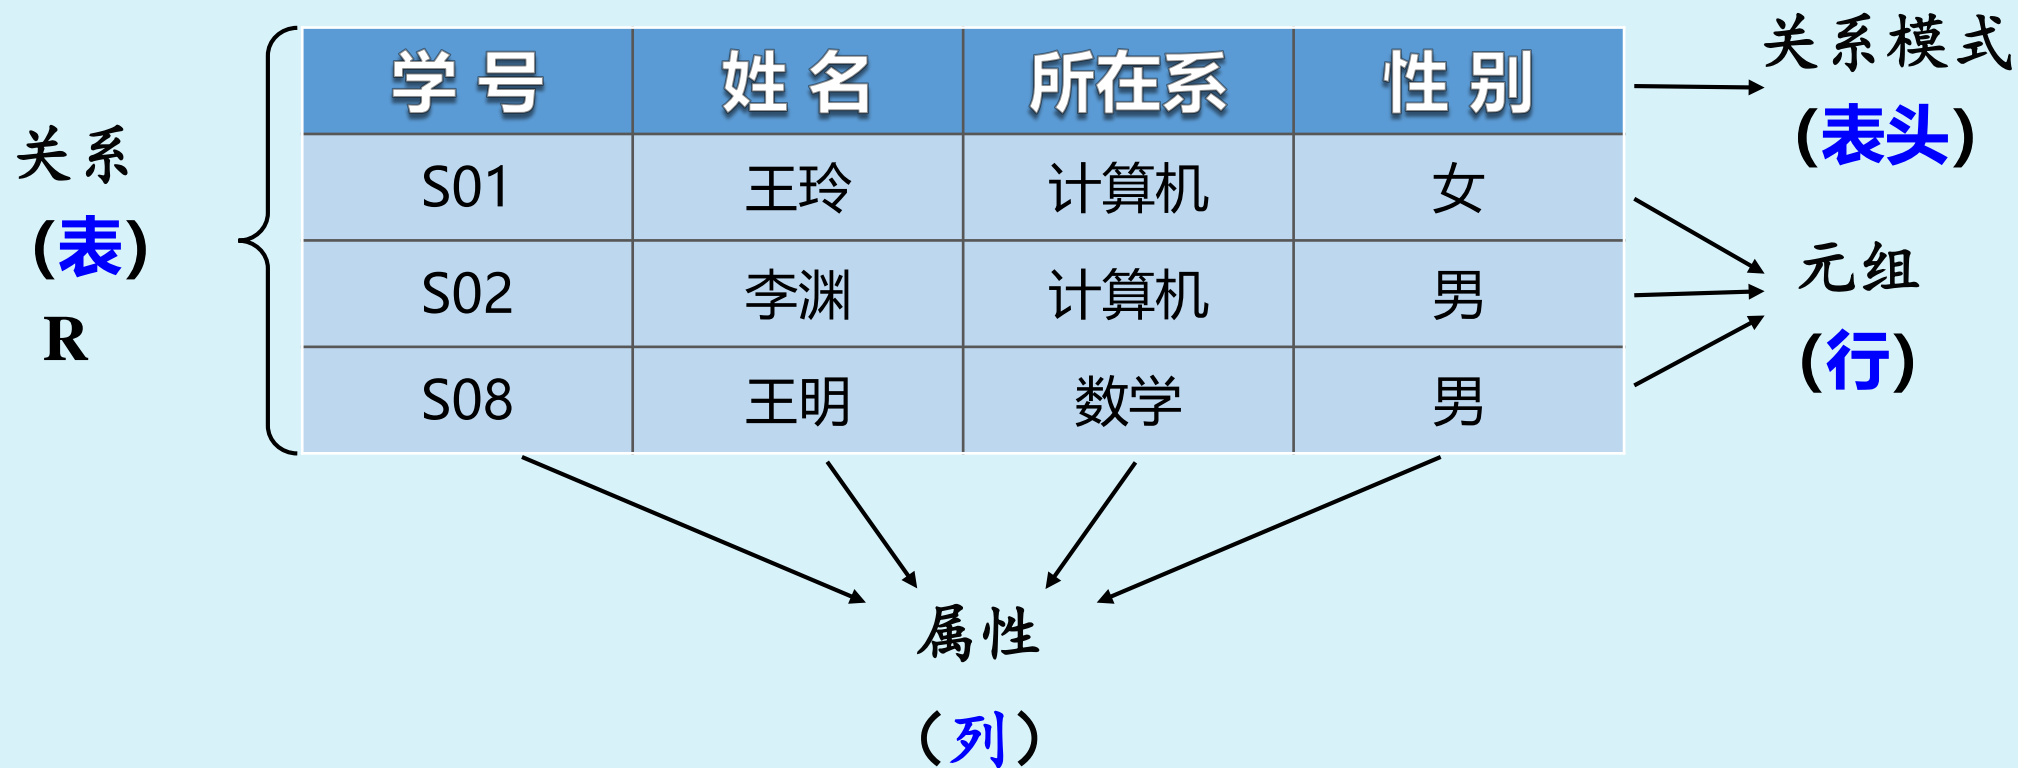 关系
(表)
R
学 号 姓 名 所在系 性 别
S01 王玲 计算机 女
S02 李渊 计算机 男
S08 王明 数学 男
关系模式
(表头)
元组
(行)
属性
（列）